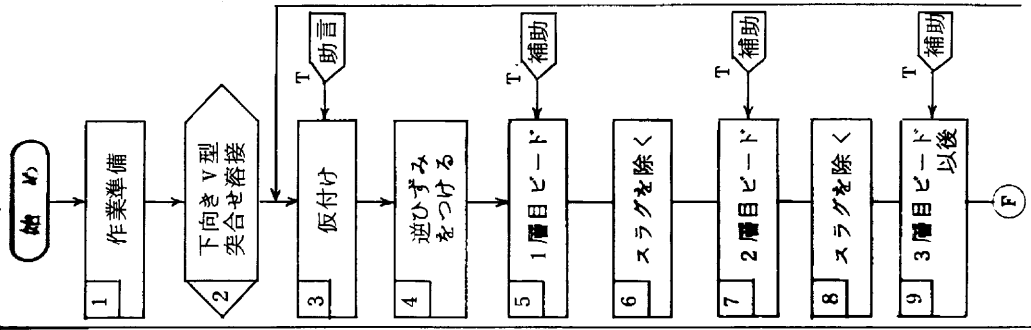 始め
1
作業準備
2
下向きV型
突合せ溶接
3
仮付け
T
助言
4
逆ひずみ
をつける
5
1層目ビード
T
補助
6
スラグを除く
7
2層目ビード
T
補助
8
スラグを除く
9
3層目ビード
以後
T
補助
F